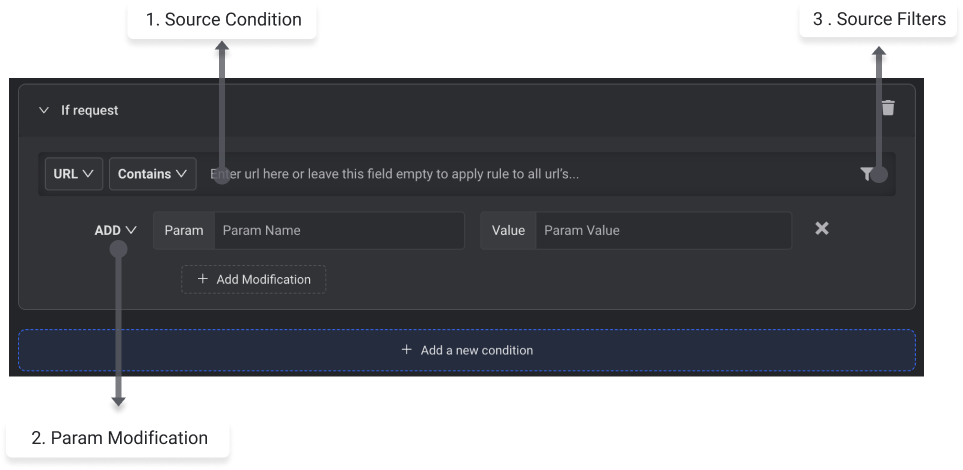 1. Source Condition
3 . Source Filters
If request
URL Contains Enter url here or leave this field empty to apply rule to all url's...
ADD Param Param Name Value Param Value
+ Add Modification
+ Add a new condition
2. Param Modification